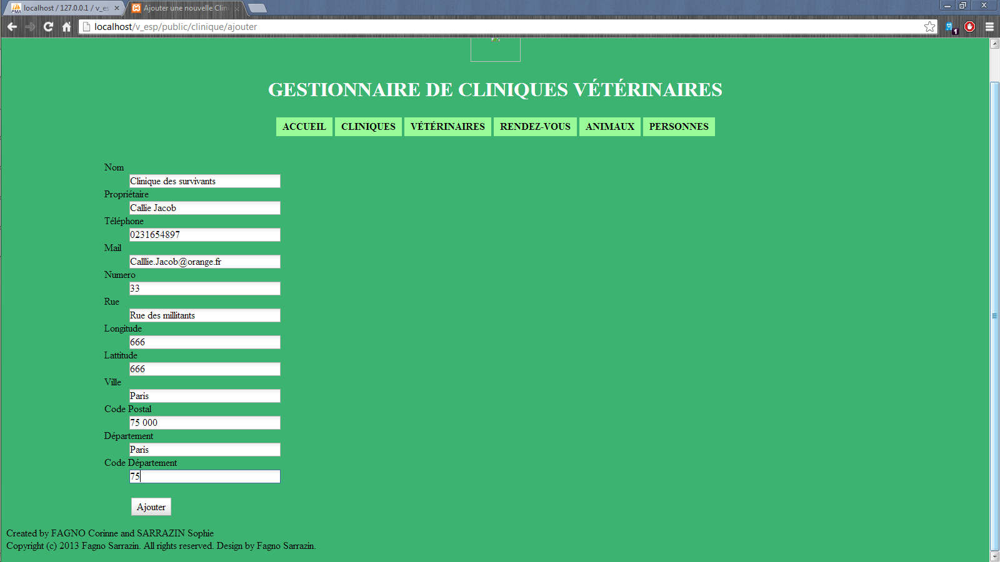 localhost / 127.0.0.1 / v_es
Ajouter une nouvelle Clin
localhost/v_esp/public/clinique/ajouter
1
GESTIONNAIRE DE CLINIQUES VÉTÉRINAIRES
ACCUEIL CLINIQUES VÉTÉRINAIRES RENDEZ-VOUS ANIMAUX PERSONNES
Nom
Clinique des survivants
Propriétaire
Callie Jacob
Téléphone
0231654897
Mail
Calllie.Jacob@orange.fr
Numero
33
Rue
Rue des millitants
Longitude
666
Lattitude
666
Ville
Paris
Code Postal
75 000
Département
Paris
Code Département
75
Ajouter
Created by FAGNO Corinne and SARRAZIN Sophie
Copyright (c) 2013 Fagno Sarrazin. All rights reserved. Design by Fagno Sarrazin.